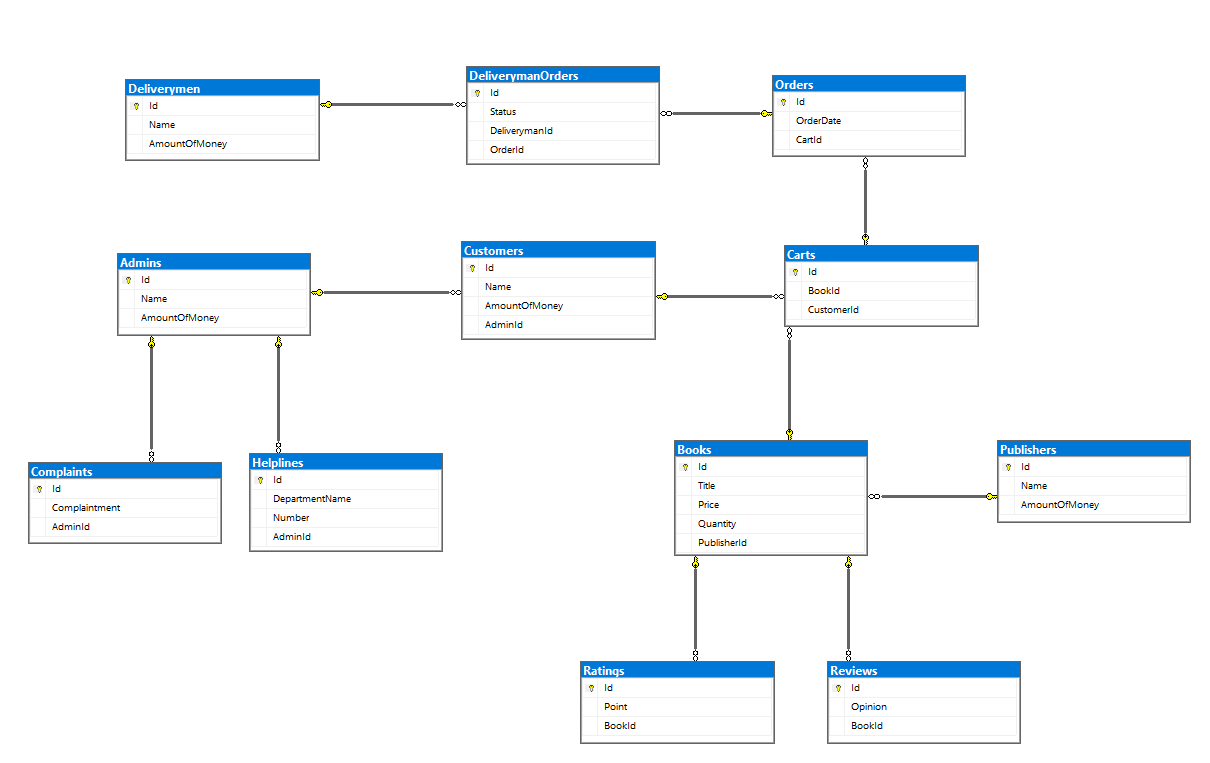 Deliverymen
Id
Name
AmountOfMoney
DeliverymanOrders
Id
Status
DeliverymanId
OrderId
Orders
Id
OrderDate
CartId
Admins
Id
Name
AmountOfMoney
Customers
Id
Name
AmountOfMoney
AdminId
Carts
Id
BookId
CustomerId
Complaints
Id
Complaintment
AdminId
Helplines
Id
DepartmentName
Number
AdminId
Books
Id
Title
Price
Quantity
PublisherId
Publishers
Id
Name
AmountOfMoney
Ratings
Id
Point
BookId
Reviews
Id
Opinion
BookId